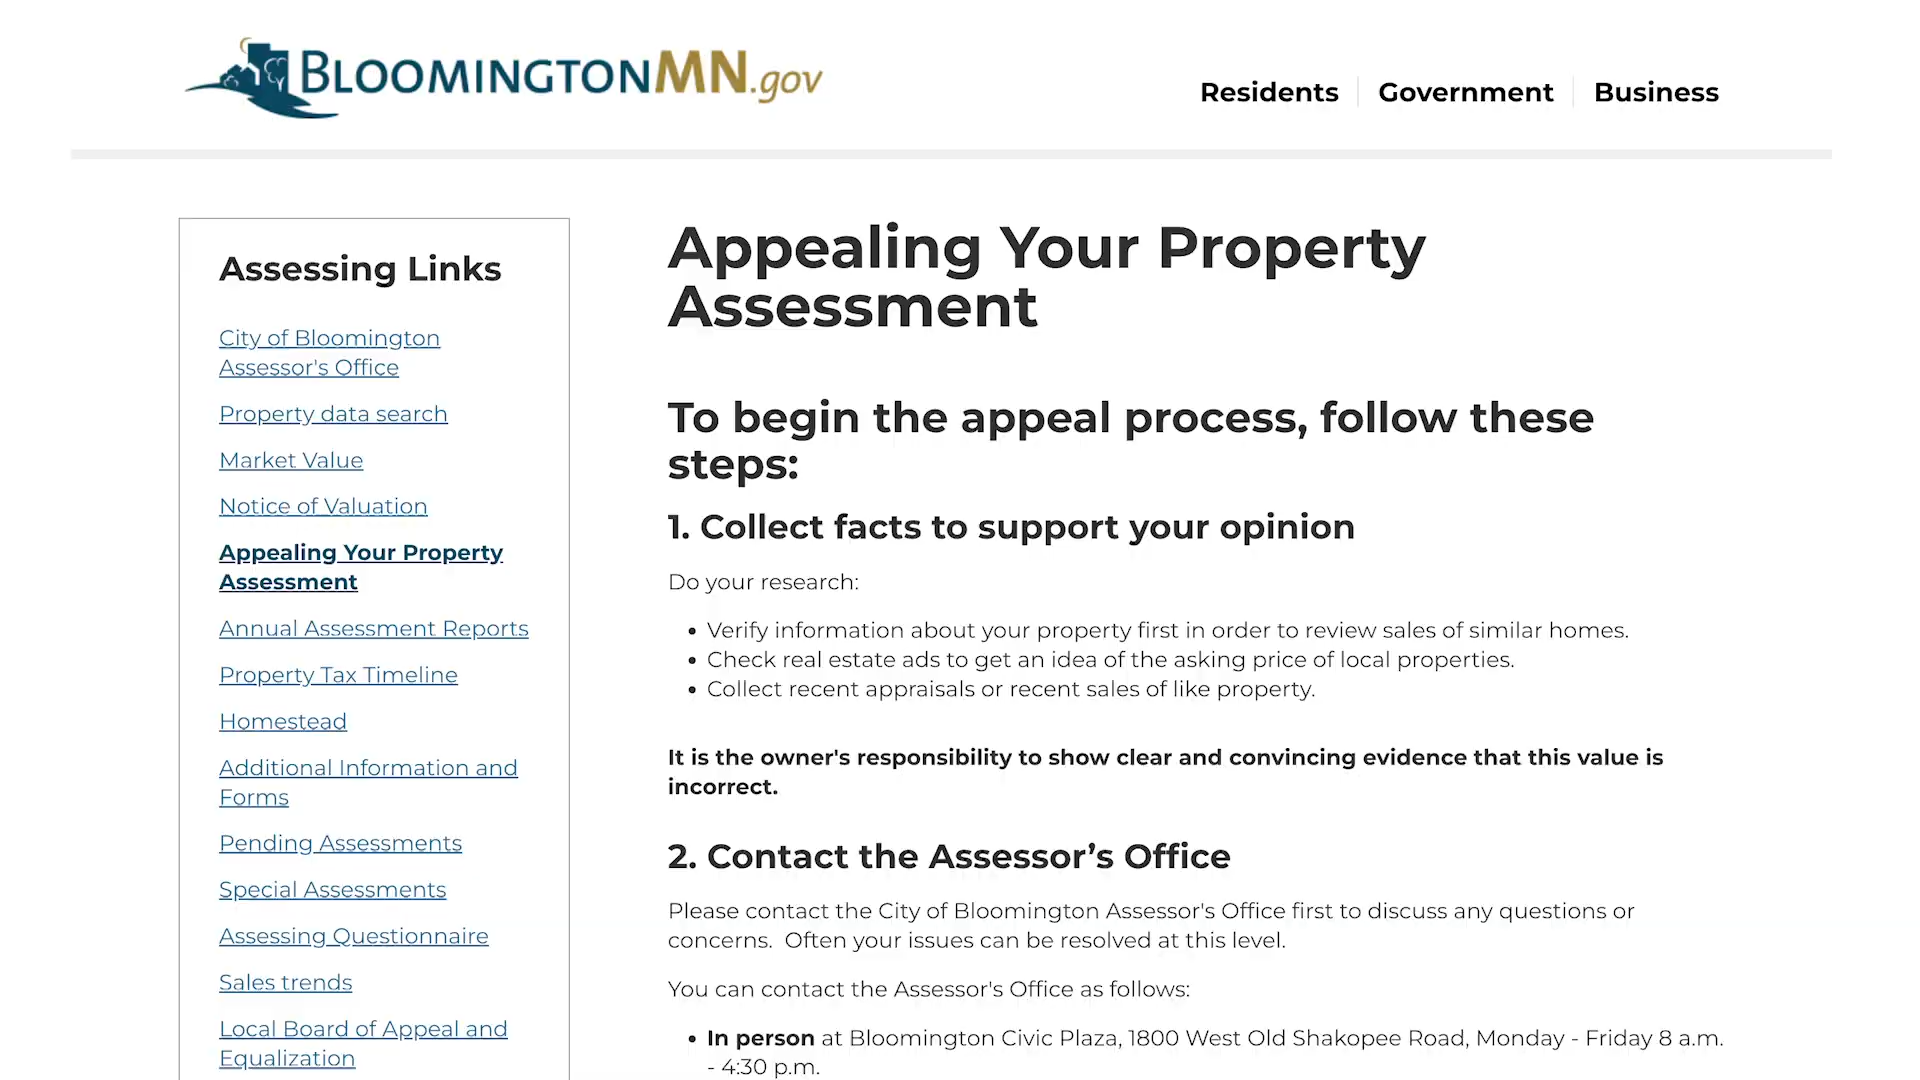 BLOOMINGTONMN.gov
Residents
Government
Business
Assessing Links
City of Bloomington
Assessor's Office
Property data search
Market Value
Notice of Valuation
Appealing Your Property
Assessment
Annual Assessment Reports
Property Tax Timeline
Homestead
Additional Information and
Forms
Pending Assessments
Special Assessments
Assessing Questionnaire
Sales trends
Local Board of Appeal and
Equalization
Appealing Your Property
Assessment
To begin the appeal process, follow these
steps:
1. Collect facts to support your opinion
Do your research:
• Verify information about your property first in order to review sales of similar homes.
• Check real estate ads to get an idea of the asking price of local properties.
• Collect recent appraisals or recent sales of like property.
It is the owner's responsibility to show clear and convincing evidence that this value is
incorrect.
2. Contact the Assessor’s Office
Please contact the City of Bloomington Assessor's Office first to discuss any questions or
concerns.  Often your issues can be resolved at this level.
You can contact the Assessor's Office as follows:
• In person at Bloomington Civic Plaza, 1800 West Old Shakopee Road, Monday - Friday 8 a.m.
- 4:30 p.m.